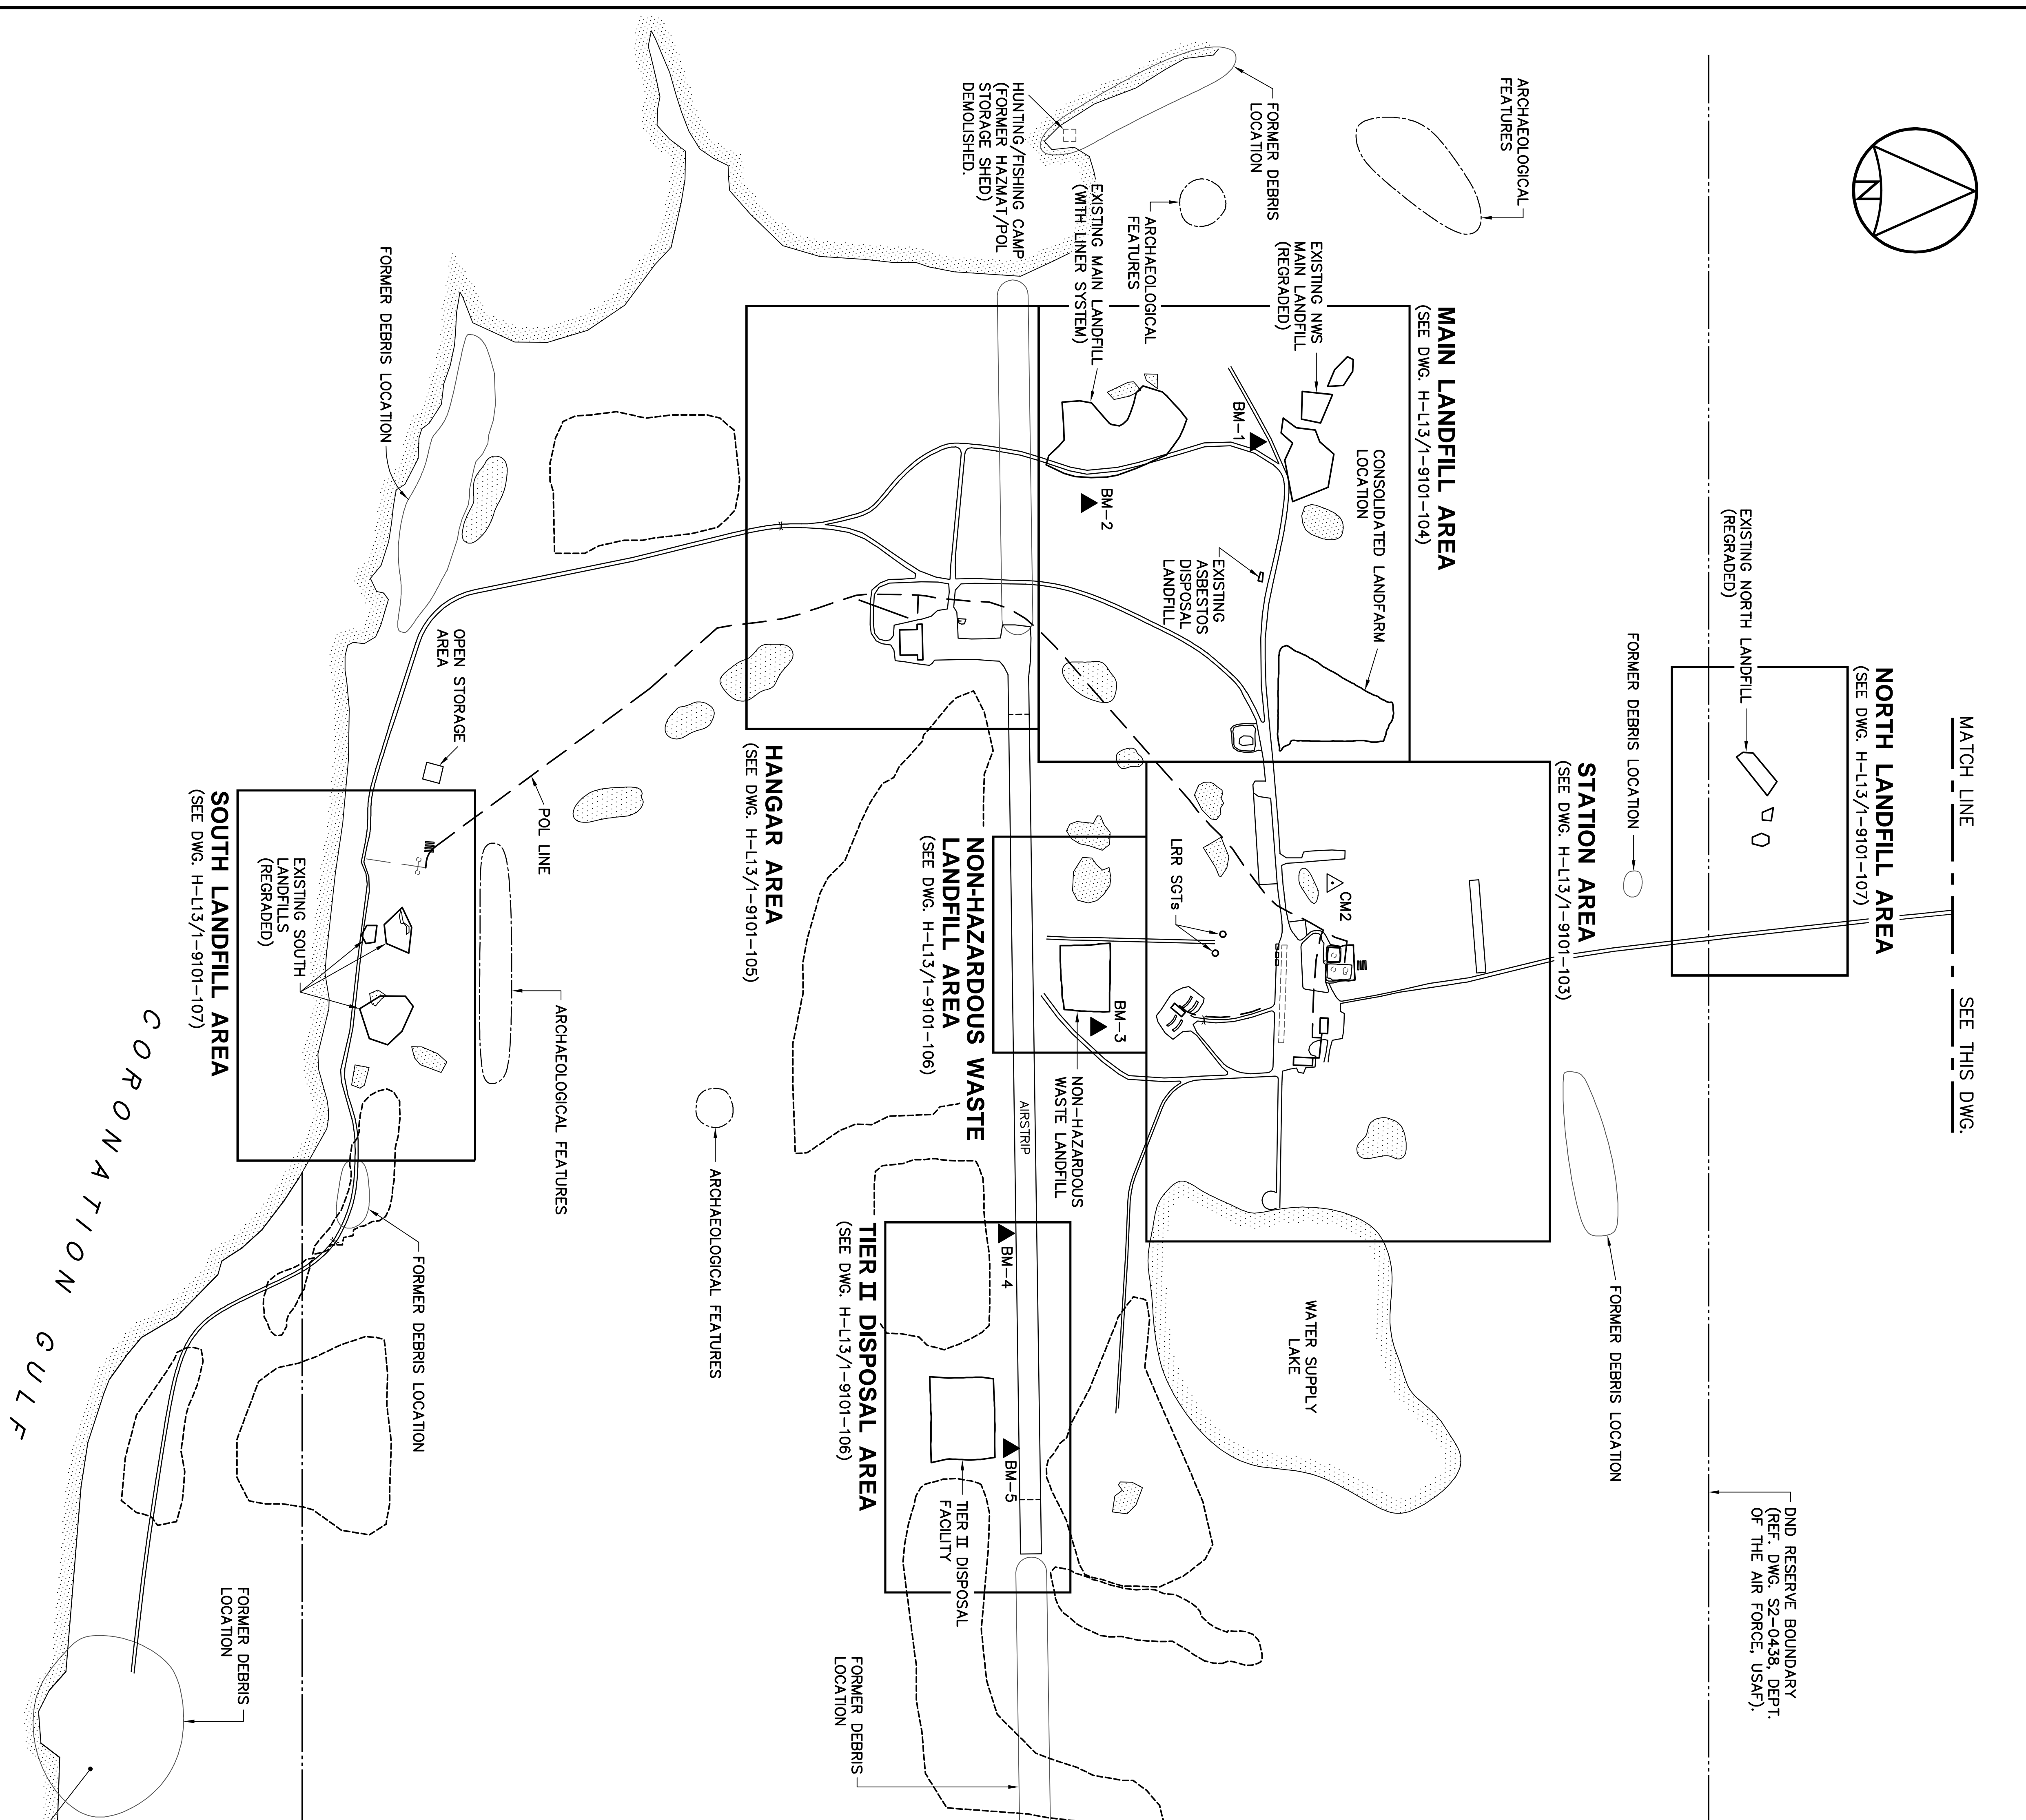 N
MATCH LINE
SEE THIS DWG.
DND RESERVE BOUNDARY
(REF. DWG. S2-0438, DEPT.
OF THE AIR FORCE, USAF).
NORTH LANDFILL AREA
(SEE DWG. H-L13/1-9101-107)
EXISTING NORTH LANDFILL
(REGRADED)
FORMER DEBRIS LOCATION
FORMER DEBRIS LOCATION
ARCHAEOLOGICAL
FEATURES
STATION AREA
(SEE DWG. H-L13/1-9101-103)
MAIN LANDFILL AREA
(SEE DWG. H-L13/1-9101-104)
CONSOLIDATED LANDFARM
LOCATION
CM2
EXISTING NWS
MAIN LANDFILL
(REGRADED)
WATER SUPPLY
LAKE
FORMER DEBRIS
LOCATION
BM-1
EXISTING
ASBESTOS
DISPOSAL
LANDFILL
LRR SGTs
ARCHAEOLOGICAL
FEATURES
BM-2
BM-3
EXISTING MAIN LANDFILL
(WITH LINER SYSTEM)
NON-HAZARDOUS
WASTE LANDFILL
HUNTING/FISHING CAMP
(FORMER HAZMAT/POL
STORAGE SHED)
DEMOLISHED.
AIRSTRIP
BM-4
BM-5
NON-HAZARDOUS WASTE
LANDFILL AREA
(SEE DWG. H-L13/1-9101-106)
TIER II DISPOSAL
FACILITY
TIER II DISPOSAL AREA
(SEE DWG. H-L13/1-9101-106)
FORMER DEBRIS
LOCATION
HANGAR AREA
(SEE DWG. H-L13/1-9101-105)
ARCHAEOLOGICAL FEATURES
ARCHAEOLOGICAL FEATURES
POL LINE
OPEN STORAGE
AREA
FORMER DEBRIS LOCATION
FORMER DEBRIS LOCATION
EXISTING SOUTH
LANDFILLS
(REGRADED)
SOUTH LANDFILL AREA
(SEE DWG. H-L13/1-9101-107)
FORMER DEBRIS
LOCATION
CORONATION GULF